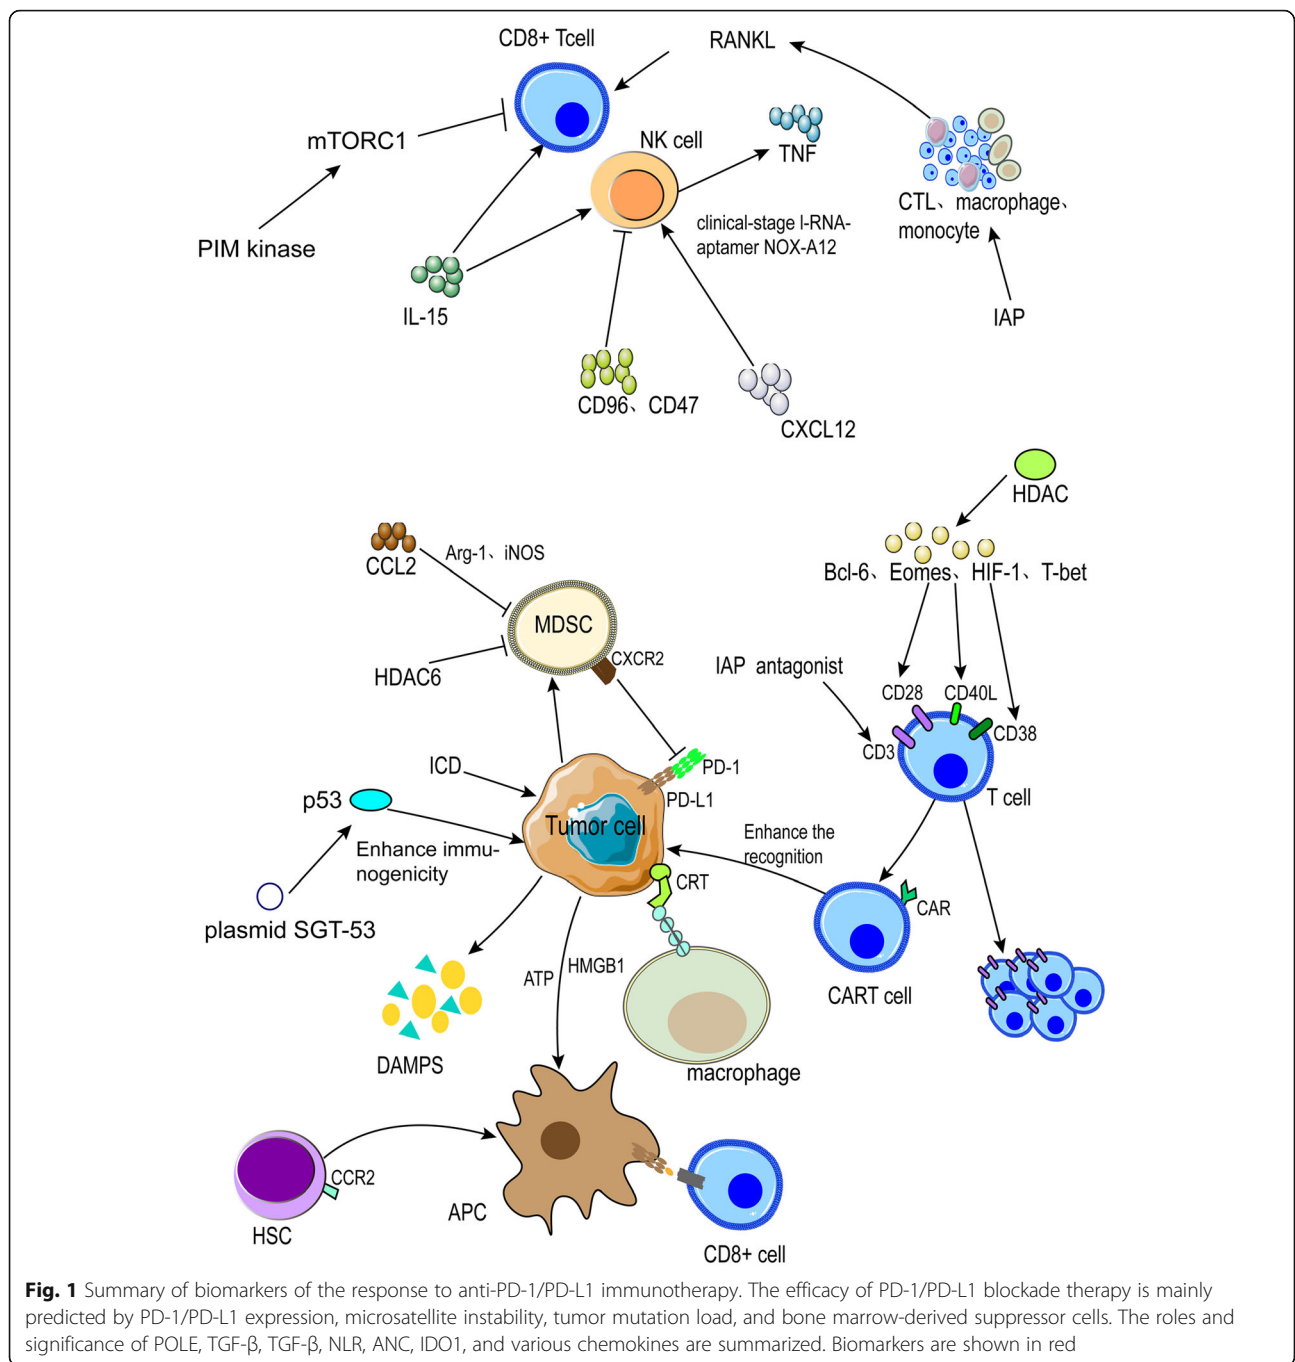 CD8+ Tcell
RANKL
mTORC1
NK cell
TNF
PIM kinase
clinical-stage l-RNA-
aptamer NOX-A12
CTL、macrophage、
monocyte
IL-15
IAP
CD96、CD47
CXCL12
HDAC
CCL2
Arg-1、iNOS
Bcl-6、Eomes、HIF-1、T-bet
MDSC
CXCR2
HDAC6
IAP antagonist
CD28
CD40L
CD3
CD38
ICD
PD-1
PD-L1
T cell
p53
Tumor cell
Enhance immu-
nogenicity
Enhance the
recognition
CRT
CAR
plasmid SGT-53
ATP
HMGB1
CART cell
DAMPS
macrophage
CCR2
HSC
APC
CD8+ cell
Fig. 1 Summary of biomarkers of the response to anti-PD-1/PD-L1 immunotherapy. The efficacy of PD-1/PD-L1 blockade therapy is mainly
predicted by PD-1/PD-L1 expression, microsatellite instability, tumor mutation load, and bone marrow-derived suppressor cells. The roles and
significance of POLE, TGF-β, TGF-β, NLR, ANC, IDO1, and various chemokines are summarized. Biomarkers are shown in red